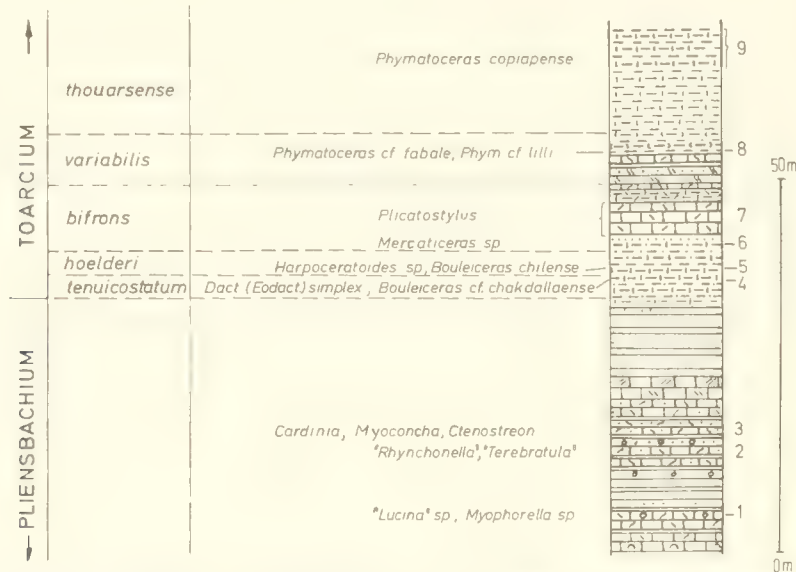 Phymatoceras copiapense
9
thouarsense
TOARCIUM
variabilis
Phymatoceras cf fabale, Phym cf lilli
8
50m
bifrons
Plicatostylus
7
Mercaticeras sp
6
hoelderi
Harpoceratoides sp, Bouleiceras chilense
5
tenuicostatum
Dact (Eodact) simplex, Bouleiceras cf. chakdallaense
4
PLIENSBACHIUM
Cardinia, Myoconcha, Ctenostreon
3
"Rhynchonella", "Terebratula"
2
"Lucina" sp, Myophorella sp
1
0m